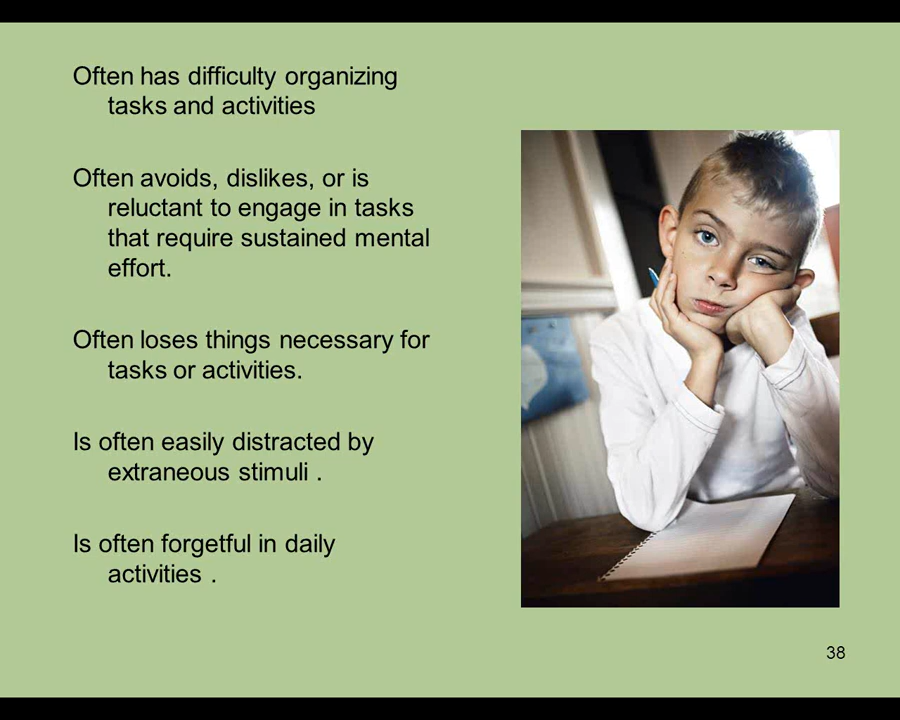 Often has difficulty organizing
tasks and activities
Often avoids, dislikes, or is
reluctant to engage in tasks
that require sustained mental
effort.
Often loses things necessary for
tasks or activities.
Is often easily distracted by
extraneous stimuli .
Is often forgetful in daily
activities .
38